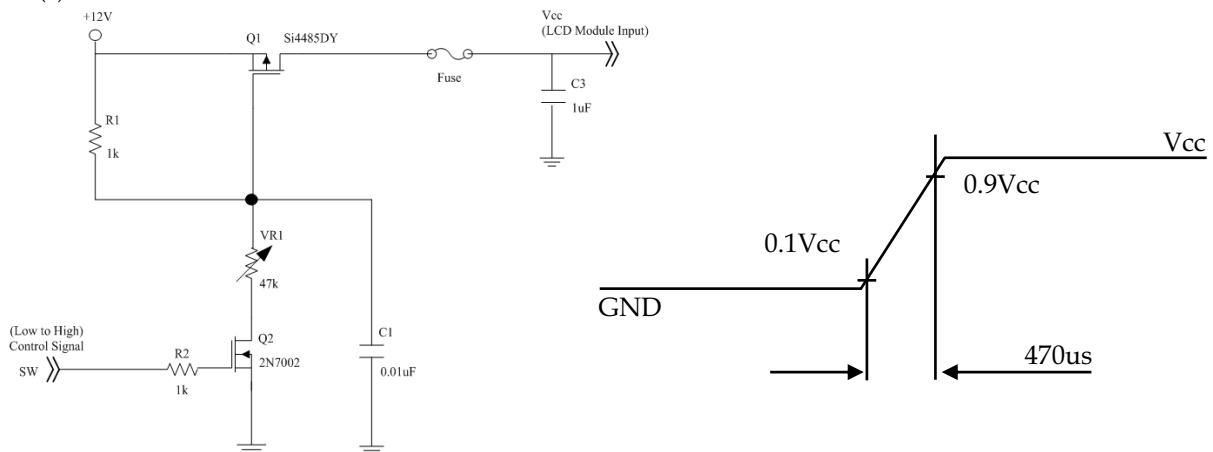 +12V
Q1
Si4485DY
Vcc
(LCD Module Input)
Fuse
C3
1uF
R1
1k
VR1
47k
(Low to High)
Control Signal
SW
R2
1k
Q2
2N7002
C1
0.01uF
Vcc
0.9Vcc
0.1Vcc
GND
470us